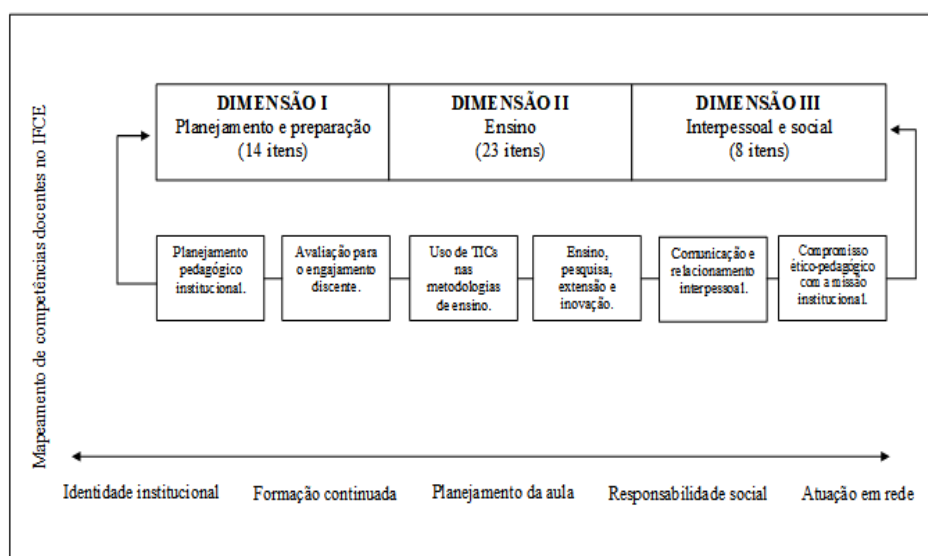 Mapeamento de competências docentes no IFCE
DIMENSÃO I
Planejamento e preparação
(14 itens)
DIMENSÃO II
Ensino
(23 itens)
DIMENSÃO III
Interpessoal e social
(8 itens)
Planejamento
pedagógico
institucional.
Avaliação para
o engajamento
discente.
Uso de TICs
nas
metodologias
de ensino.
Ensino,
pesquisa,
extensão e
inovação.
Comunicação e
relacionamento
interpessoal.
Compromisso
ético-pedagógico
com a missão
institucional.
Identidade institucional
Formação continuada
Planejamento da aula
Responsabilidade social
Atuação em rede